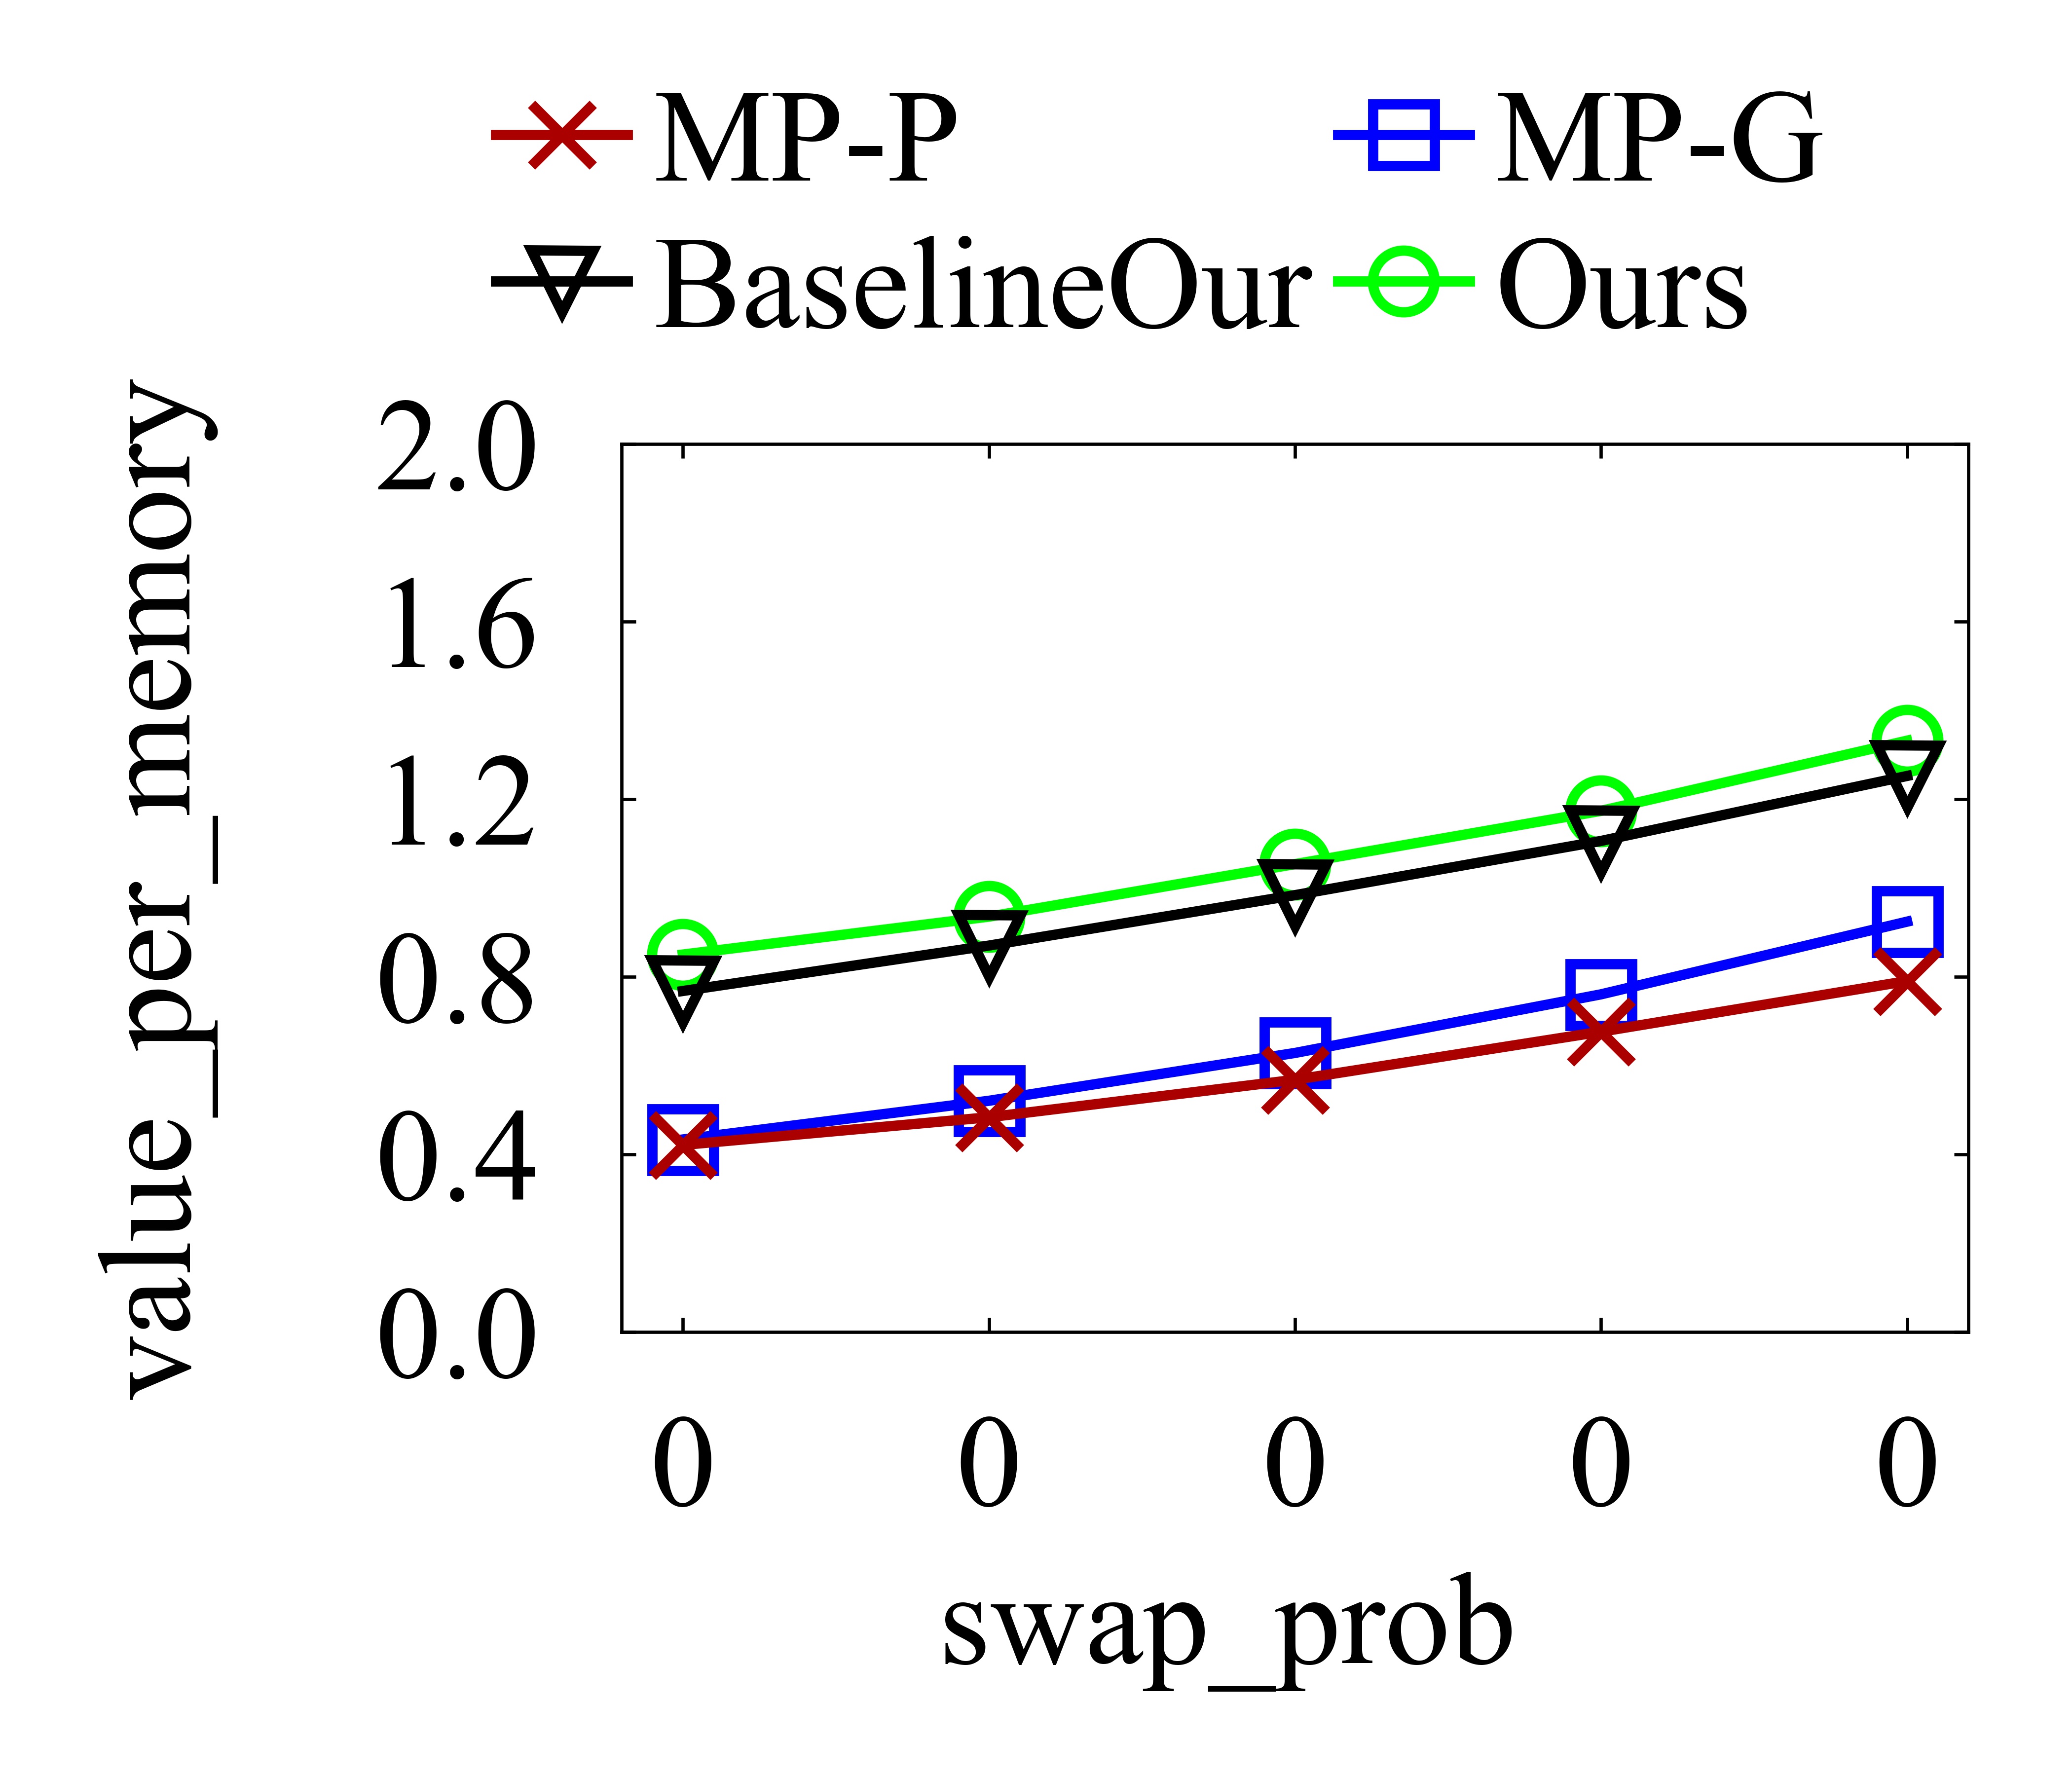 MP-P MP-G
BaselineOur Ours
value_per_memory
2.0
1.6
1.2
0.8
0.4
0.0
0 0 0 0 0
swap_prob